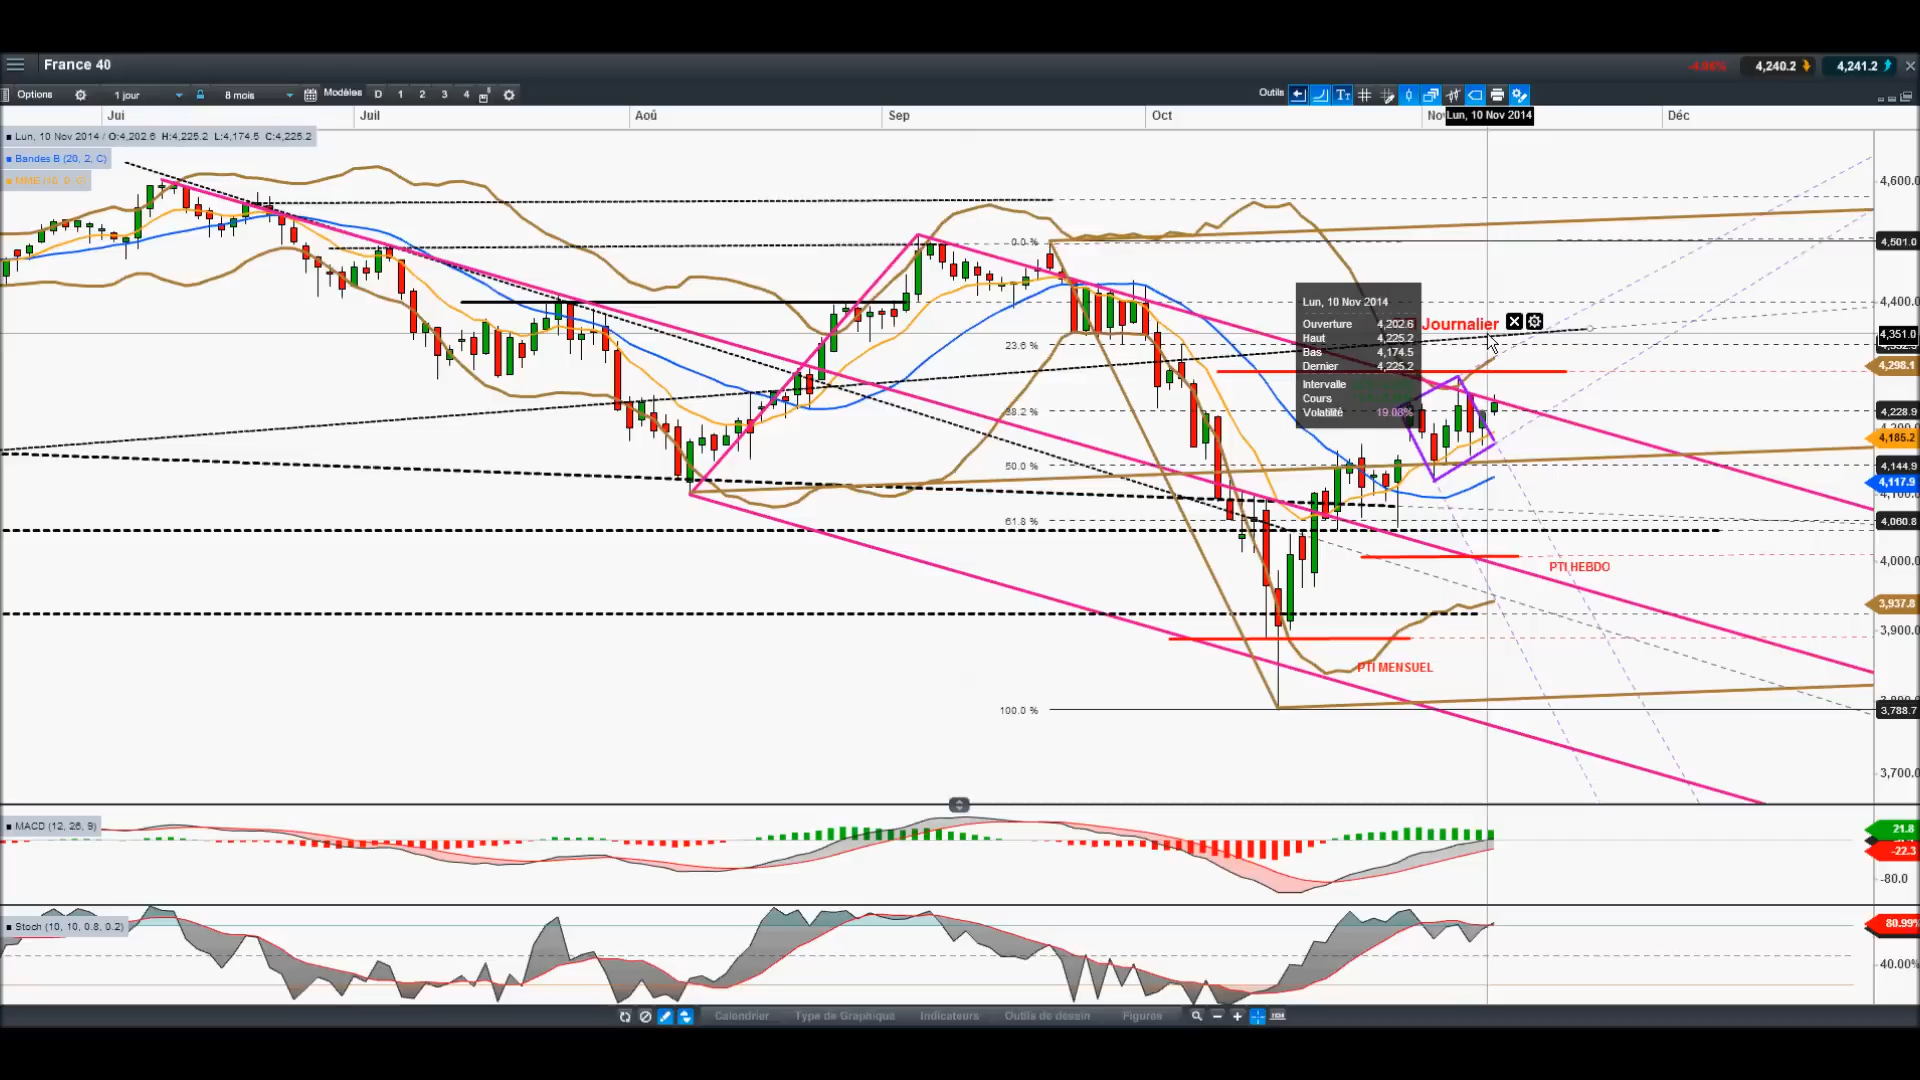 France 40
4,240.2
4,241.2
Options
1 jour
8 mois
Modèles
D 1 2 3 4
Outils
Jui
Juil
Aoû
Sep
Oct
Lun, 10 Nov 2014
Déc
Lun, 10 Nov 2014 / O:4,202.6 H:4,225.2 L:4,174.5 C:4,225.2
Bandes B (20, 2, C)
4,600.0
0.0 %
4,501.0
Lun, 10 Nov 2014
4,400.0
Ouverture 4,202.6
Journalier
Haut 4,225.2
4,351.0
23.6 %
Bas 4,174.5
Dernier 4,225.2
4,298.1
Intervalle
Cours
38.2 %
Volatilité 19.08%
4,228.9
4,185.2
50.0 %
4,144.9
4,117.9
61.8 %
4,060.8
4,000.0
PTI HEBDO
3,937.8
3,900.0
PTI MENSUEL
100.0 %
3,788.7
3,700.0
MACD (12, 26, 9)
21.8
-22.3
-80.0
Stoch (10, 10, 0.8, 0.2)
80.99%
40.00%
Calendrier
Type de Graphique
Indicateurs
Outils de dessin
Figures